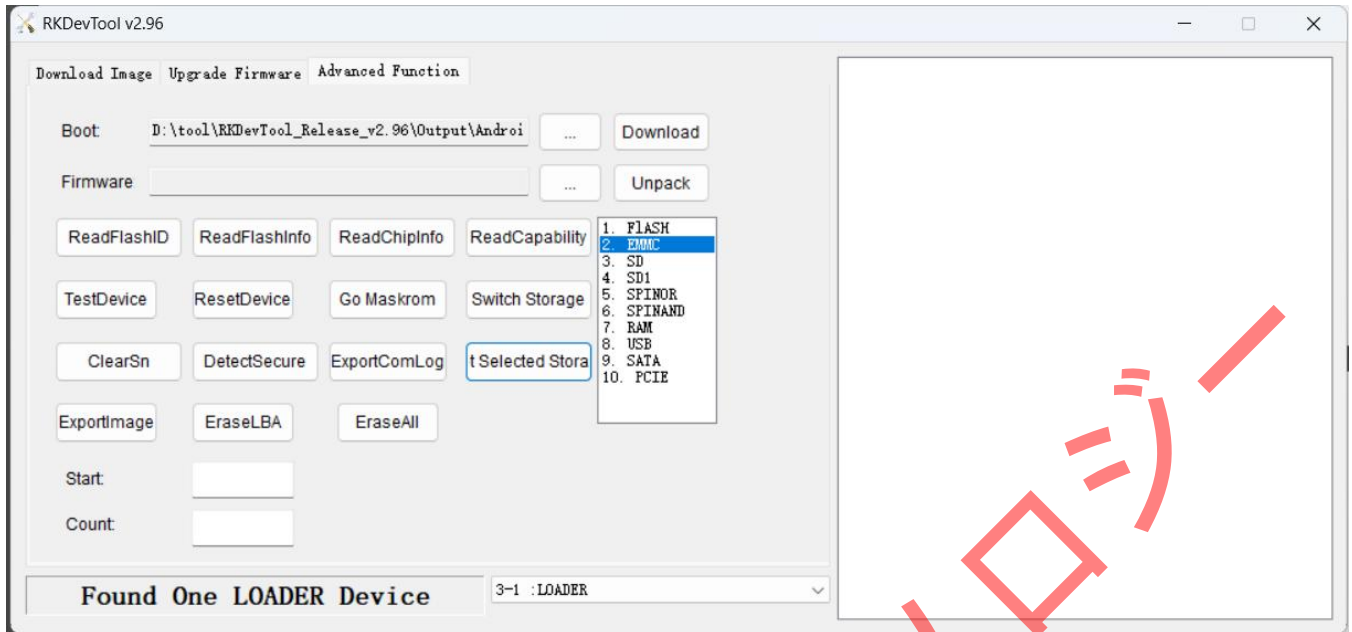 RKDevTool v2.96
Download Image Upgrade Firmware Advanced Function
Boot: D:\tool\RKDevTool_Release_v2.96\Output\Androi ... Download
Firmware ... Unpack
ReadFlashID ReadFlashInfo ReadChipInfo ReadCapability
TestDevice ResetDevice Go Maskrom Switch Storage
ClearSn DetectSecure ExportComLog t Selected Stora
ExportImage EraseLBA EraseAll
1. FlASH
2. EMMC
3. SD
4. SD1
5. SPINOR
6. SPINAND
7. RAM
8. USB
9. SATA
10. PCIE
Start:
Count:
Found One LOADER Device 3-1 :LOADER
ロジー